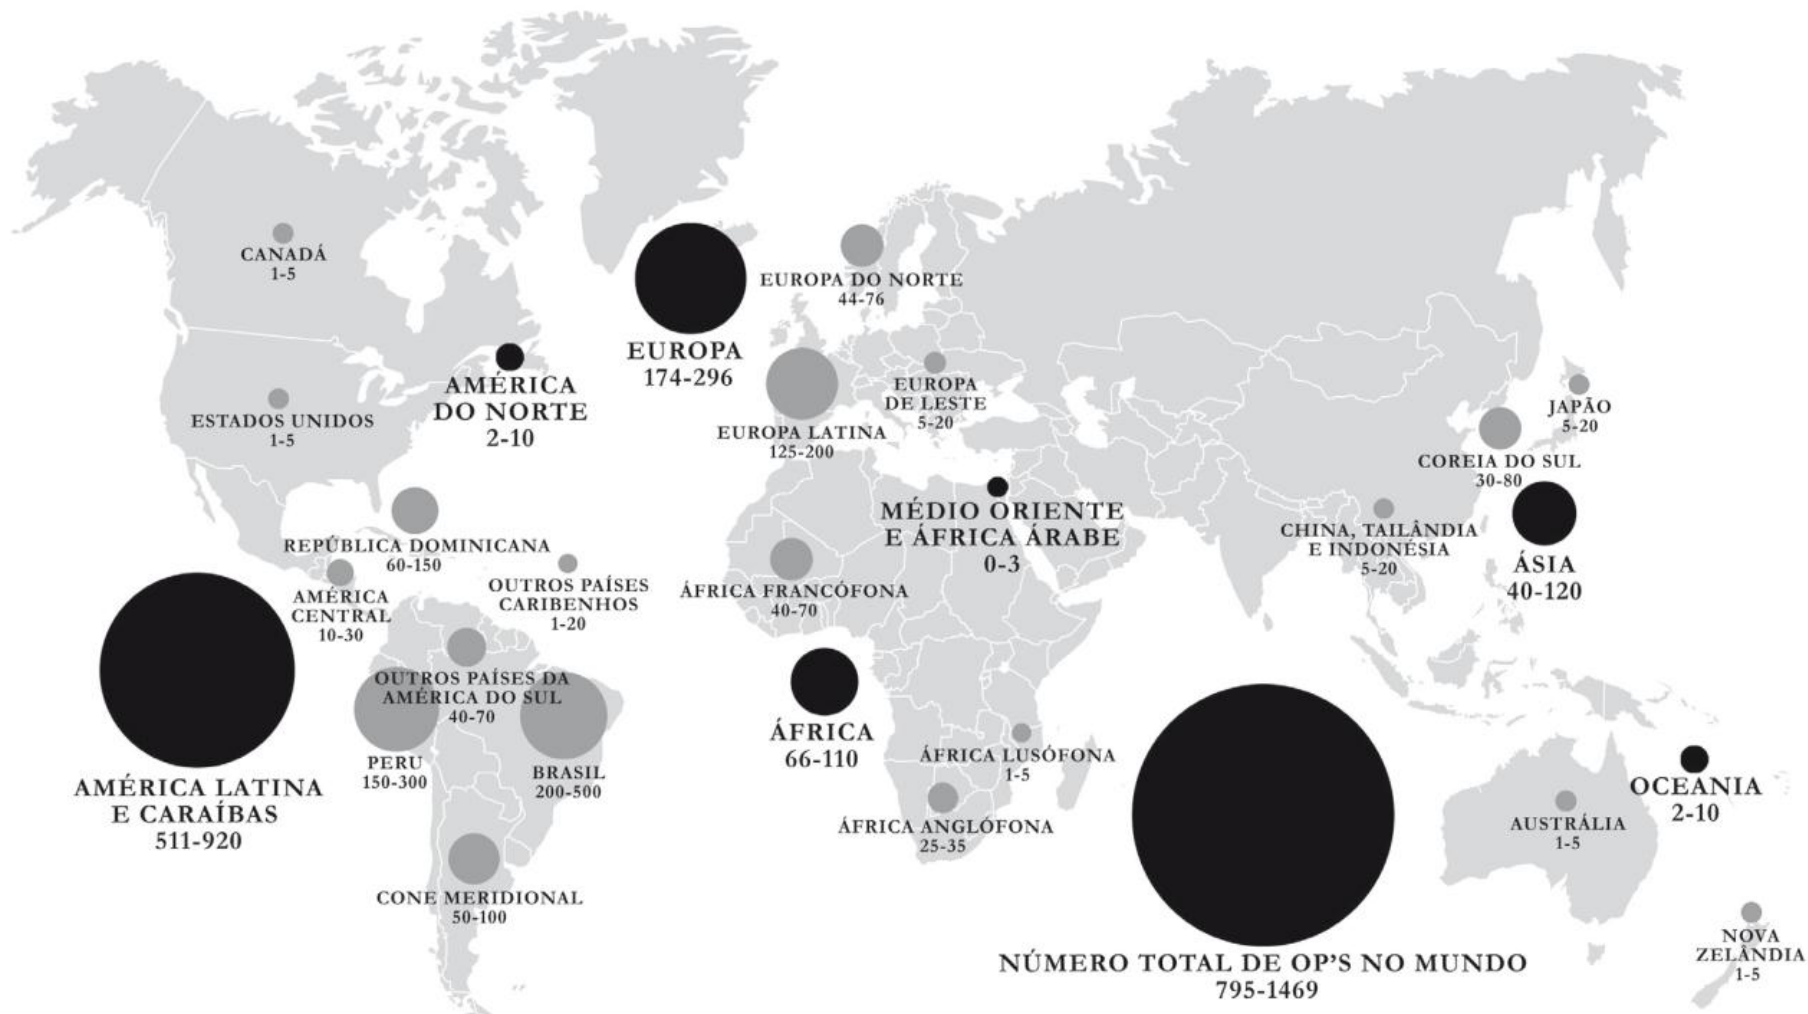 CANADÁ
1-5
ESTADOS UNIDOS
1-5
AMÉRICA
DO NORTE
2-10
EUROPA
174-296
EUROPA DO NORTE
44-76
EUROPA LATINA
125-200
EUROPA
DE LESTE
5-20
JAPÃO
5-20
COREIA DO SUL
30-80
CHINA, TAILÂNDIA
E INDONÉSIA
5-20
ÁSIA
40-120
MÉDIO ORIENTE
E ÁFRICA ÁRABE
0-3
REPÚBLICA DOMINICANA
60-150
OUTROS PAÍSES
CARIBENHOS
1-20
AMÉRICA
CENTRAL
10-30
ÁFRICA FRANCÓFONA
40-70
OUTROS PAÍSES DA
AMÉRICA DO SUL
40-70
PERU
150-300
BRASIL
200-500
AMÉRICA LATINA
E CARAÍBAS
511-920
CONE MERIDIONAL
50-100
ÁFRICA
66-110
ÁFRICA LUSÓFONA
1-5
ÁFRICA ANGLÓFONA
25-35
OCEANIA
2-10
AUSTRÁLIA
1-5
NOVA
ZELÂNDIA
1-5
NÚMERO TOTAL DE OP'S NO MUNDO
795-1469